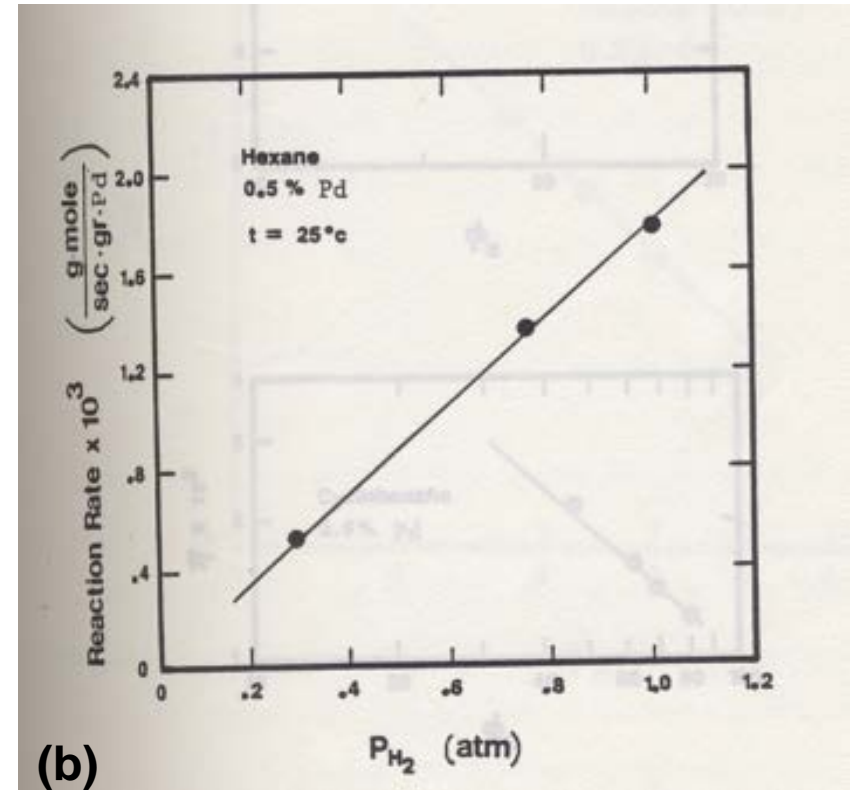 2.4
2.0
1.6
1.2
.8
.4
0
Reaction Rate x 10³ (g·mole / sec·gr·Pd)
Hexane
0.5 % Pd
t = 25°c
0 .2 .4 .6 .8 1.0 1.2
P_H₂ (atm)
(b)